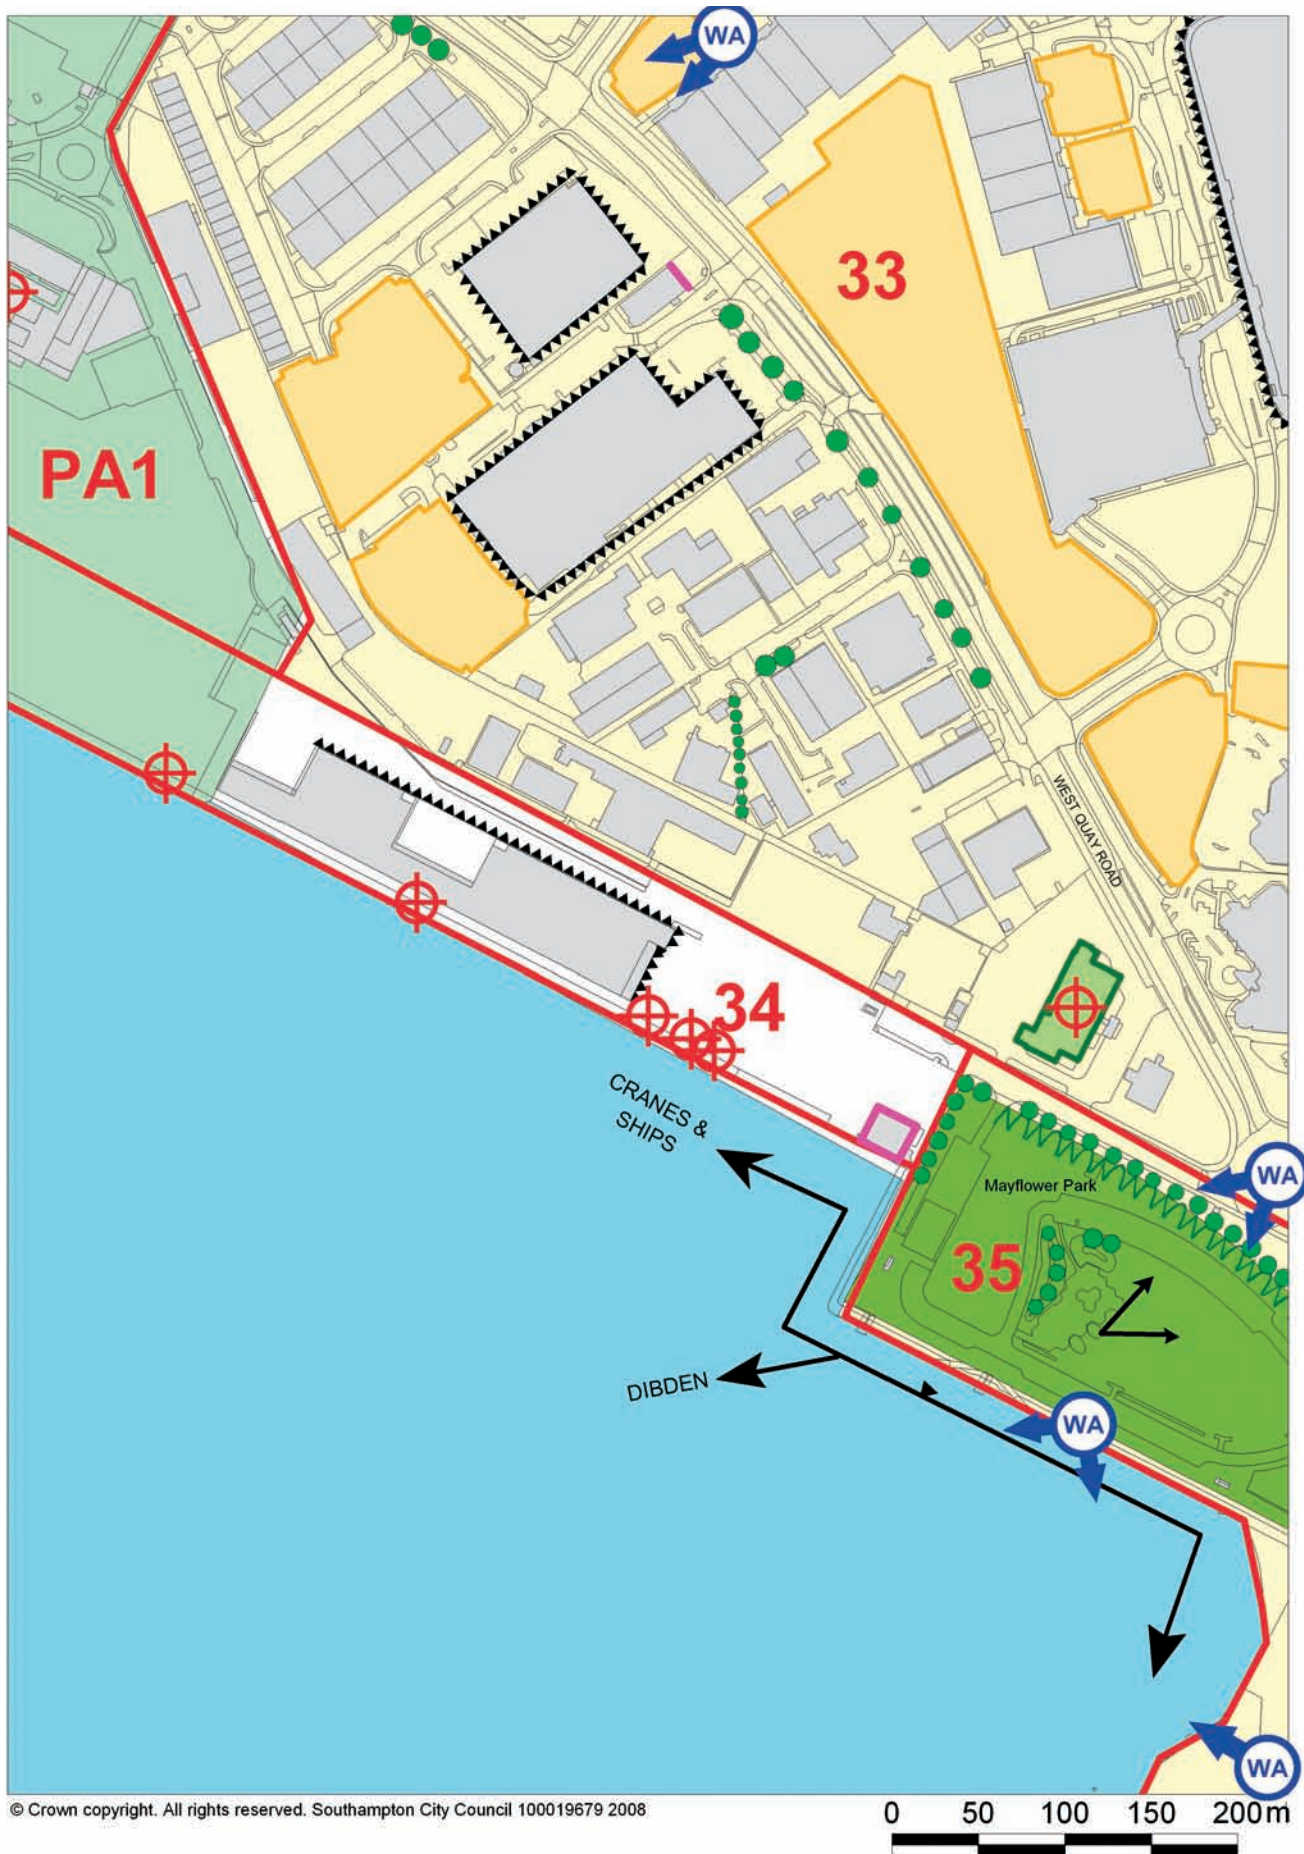 WA
33
PA1
WEST QUAY ROAD
34
CRANES &
SHIPS
Mayflower Park
WA
35
DIBDEN
WA
WA
© Crown copyright. All rights reserved. Southampton City Council 100019679 2008
0 50 100 150 200m